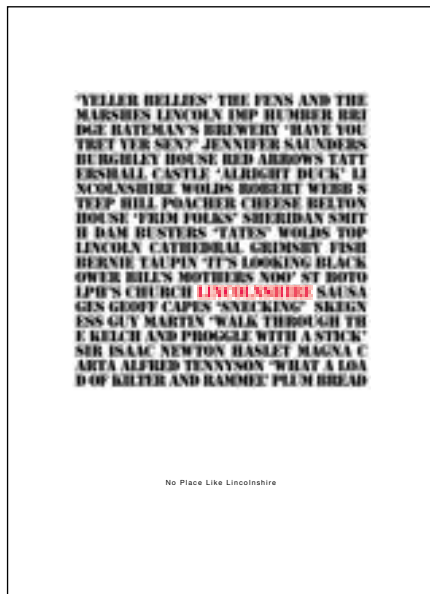 'YELLER BELLIES' THE FENS AND THE
MARSHES LINCOLN IMP HUMBER BRI
DGE BATEMAN'S BREWERY 'HAVE YOU
TRET YER SEN?' JENNIFER SAUNDERS
BURGHLEY HOUSE RED ARROWS TATT
ERSHALL CASTLE 'ALRIGHT DUCK' LI
NCOLNSHIRE WOLDS ROBERT WEBB S
TEEP HILL POACHER CHEESE BELTON
HOUSE 'FRIM FOLKS' SHERIDAN SMIT
H DAM BUSTERS 'TATES' WOLDS TOP
LINCOLN CATHEDRAL GRIMSBY FISH
BERNIE TAUPIN 'IT'S LOOKING BLACK
OWER BILL'S MOTHERS NOO' ST BOTO
LPH'S CHURCH LINCOLNSHIRE SAUSA
GES GEOFF CAPES 'SNECKING' SKEGN
ESS GUY MARTIN 'WALK THROUGH TH
E KELCH AND PROGGLE WITH A STICK'
SIR ISAAC NEWTON HASLET MAGNA C
ARTA ALFRED TENNYSON 'WHAT A LOA
D OF KILTER AND RAMMEL' PLUM BREAD
No Place Like Lincolnshire